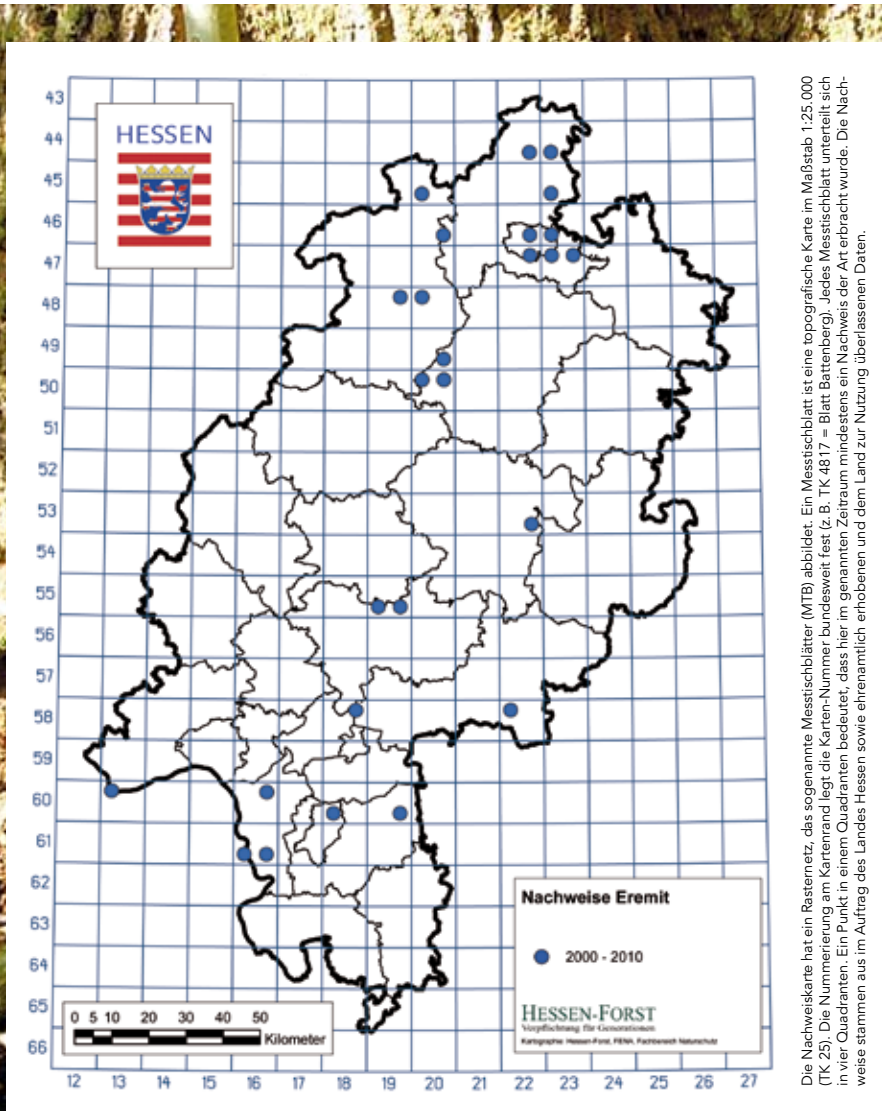 43
44
45
46
47
48
49
50
51
52
53
54
55
56
57
58
59
60
61
62
63
64
65
66
12 13 14 15 16 17 18 19 20 21 22 23 24 25 26 27
HESSEN
Nachweise Eremit
2000 - 2010
HESSEN-FORST
Verpflichtung für Generationen
Kartographie: Hessen-Forst, FENA, Fachbereich Naturschutz
0 5 10 20 30 40 50
Kilometer
Die Nachweiskarte hat ein Rasternetz, das sogenannte Messtischblätter (MTB) abbildet. Ein Messtischblatt ist eine topografische Karte im Maßstab 1:25.000
(TK 25). Die Nummerierung am Kartenrand legt die Karten-Nummer bundesweit fest (z. B. TK 4817 = Blatt Battenberg). Jedes Messtischblatt unterteilt sich
in vier Quadranten. Ein Punkt in einem Quadranten bedeutet, dass hier im genannten Zeitraum mindestens ein Nachweis der Art erbracht wurde. Die Nach-
weise stammen aus im Auftrag des Landes Hessen sowie ehrenamtlich erhobenen und dem Land zur Nutzung überlassenen Daten.